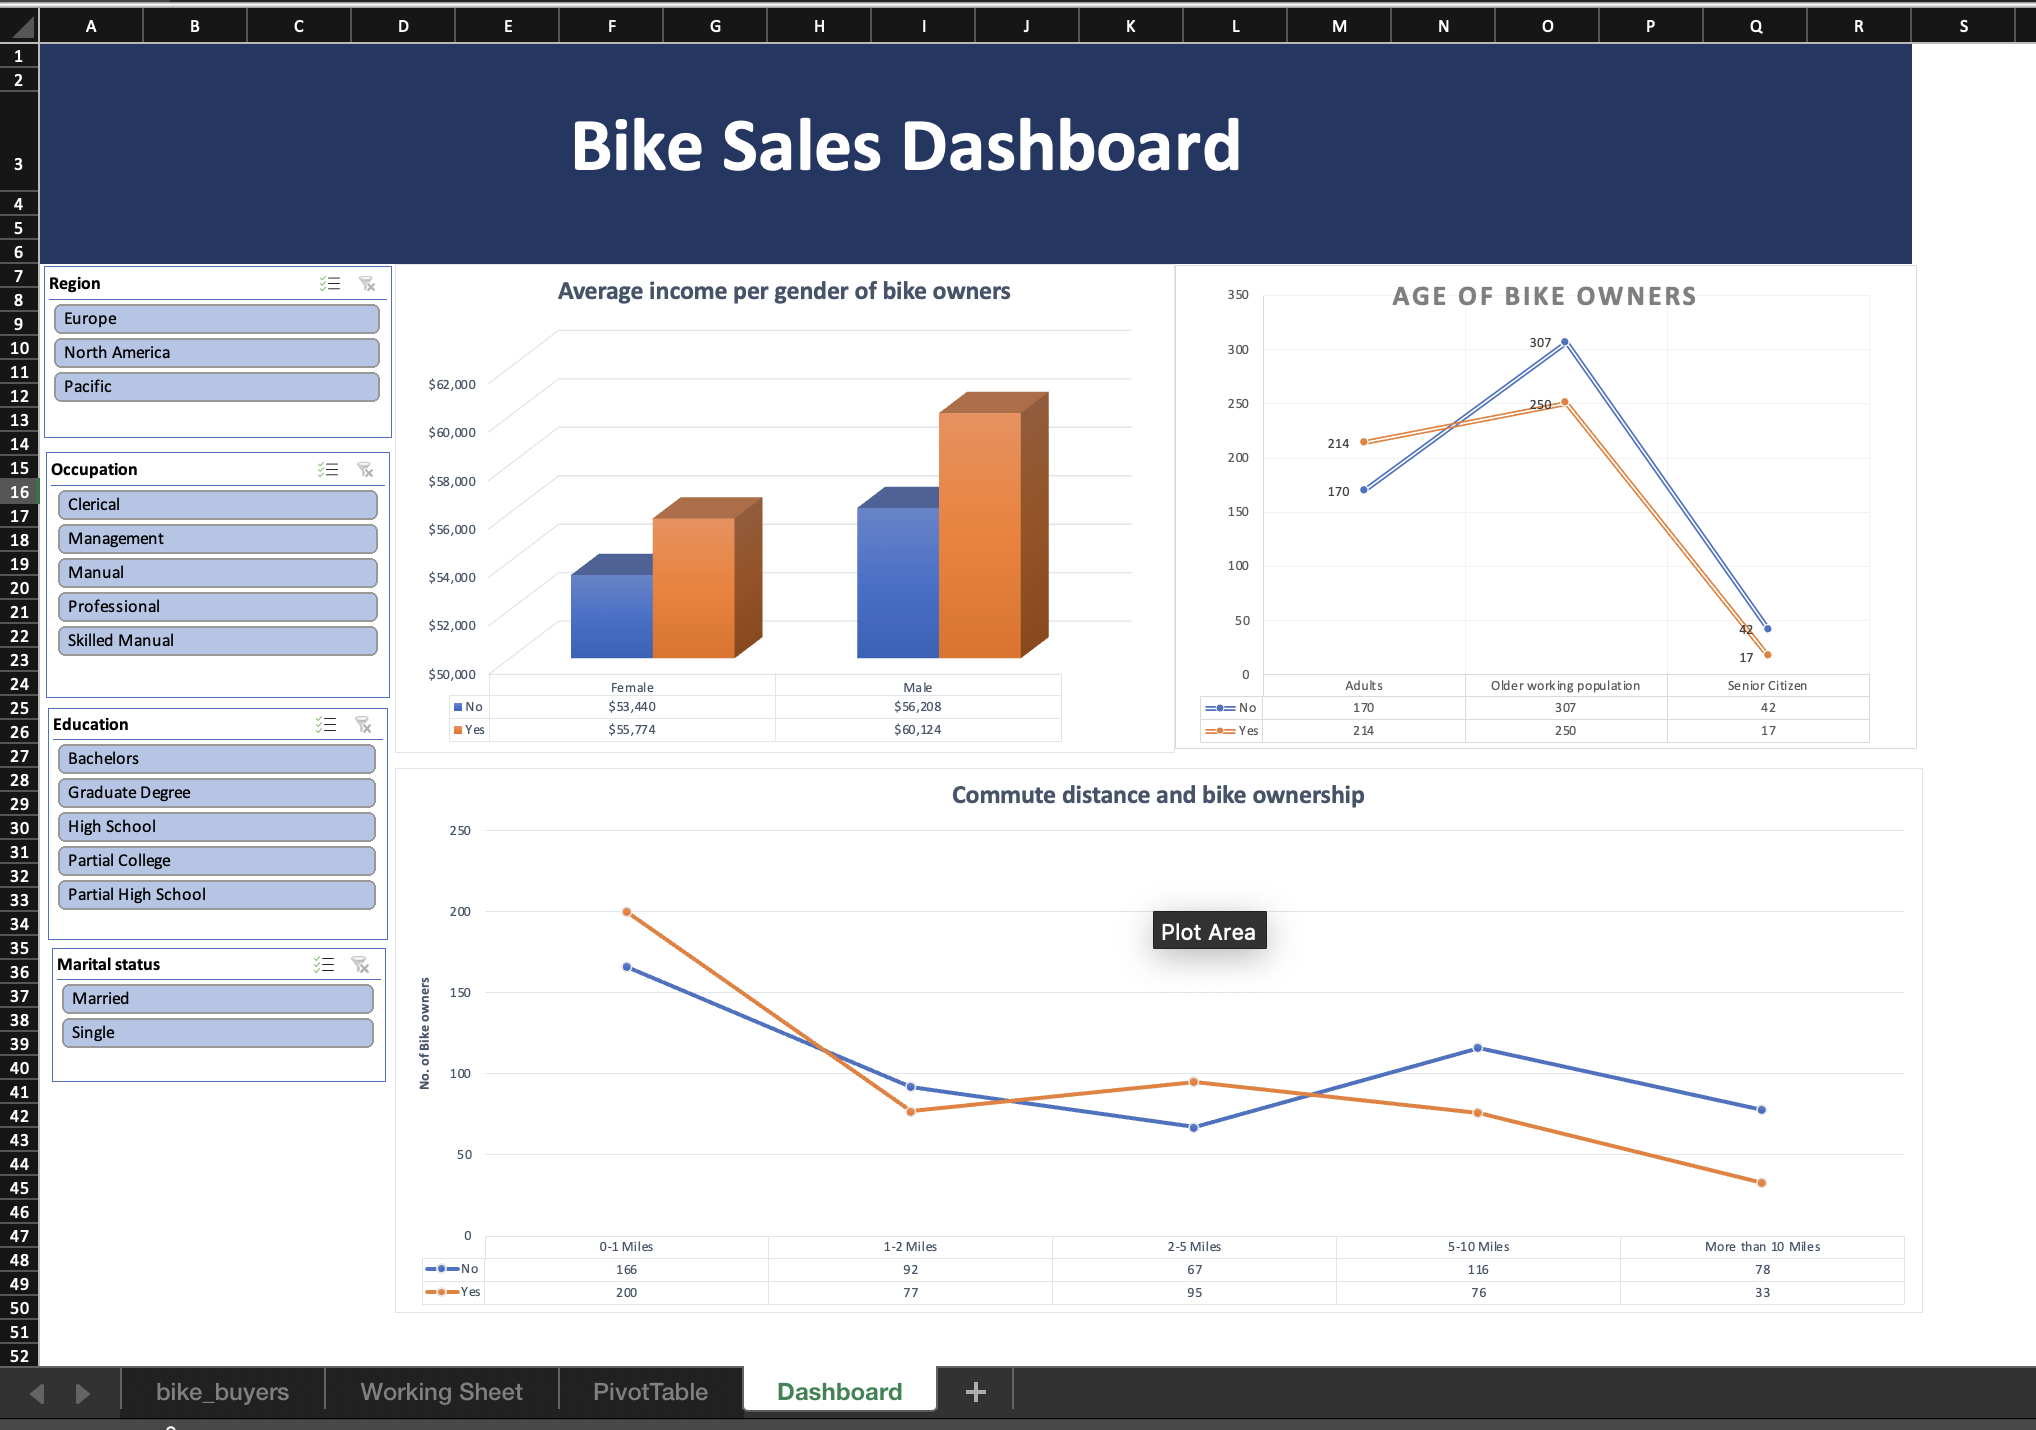 A B C D E F G H I J K L M N O P Q R S
1
2
3
4
5
6
7
8
9
10
11
12
13
14
15
16
17
18
19
20
21
22
23
24
25
26
27
28
29
30
31
32
33
34
35
36
37
38
39
40
41
42
43
44
45
46
47
48
49
50
51
52
Bike Sales Dashboard
Region
Europe
North America
Pacific
Occupation
Clerical
Management
Manual
Professional
Skilled Manual
Education
Bachelors
Graduate Degree
High School
Partial College
Partial High School
Marital status
Married
Single
Average income per gender of bike owners
$62,000
$60,000
$58,000
$56,000
$54,000
$52,000
$50,000
Female Male
No $53,440 $56,208
Yes $55,774 $60,124
AGE OF BIKE OWNERS
350
300
250
200
150
100
50
0
307
250
214
170
42
17
Adults Older working population Senior Citizen
No 170 307 42
Yes 214 250 17
Commute distance and bike ownership
No. of Bike owners
250
200
150
100
50
0
Plot Area
0-1 Miles 1-2 Miles 2-5 Miles 5-10 Miles More than 10 Miles
No 166 92 67 116 78
Yes 200 77 95 76 33
bike_buyers Working Sheet PivotTable Dashboard +